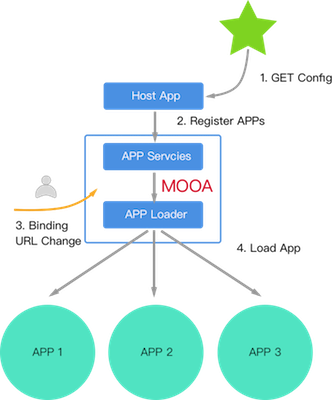 1. GET Config
Host App
2. Register APPs
APP Servcies
MOOA
APP Loader
3. Binding
URL Change
4. Load App
APP 1
APP 2
APP 3